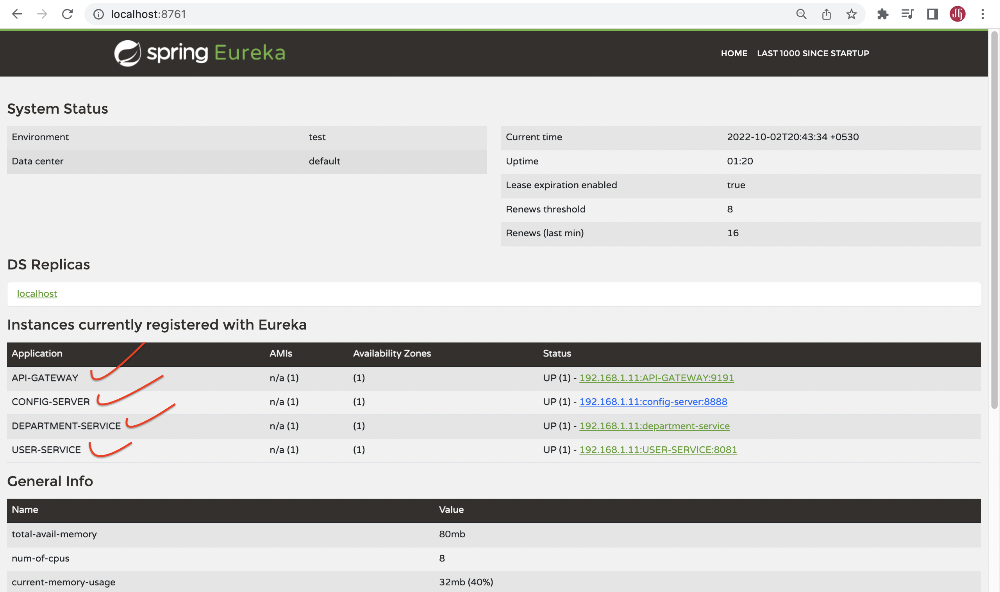 localhost:8761
spring Eureka
HOME LAST 1000 SINCE STARTUP
System Status
Environment test
Data center default
Current time 2022-10-02T20:43:34 +0530
Uptime 01:20
Lease expiration enabled true
Renews threshold 8
Renews (last min) 16
DS Replicas
localhost
Instances currently registered with Eureka
Application AMIs Availability Zones Status
API-GATEWAY n/a (1) (1) UP (1) - 192.168.1.11:API-GATEWAY:9191
CONFIG-SERVER n/a (1) (1) UP (1) - 192.168.1.11:config-server:8888
DEPARTMENT-SERVICE n/a (1) (1) UP (1) - 192.168.1.11:department-service
USER-SERVICE n/a (1) (1) UP (1) - 192.168.1.11:USER-SERVICE:8081
General Info
Name Value
total-avail-memory 80mb
num-of-cpus 8
current-memory-usage 32mb (40%)